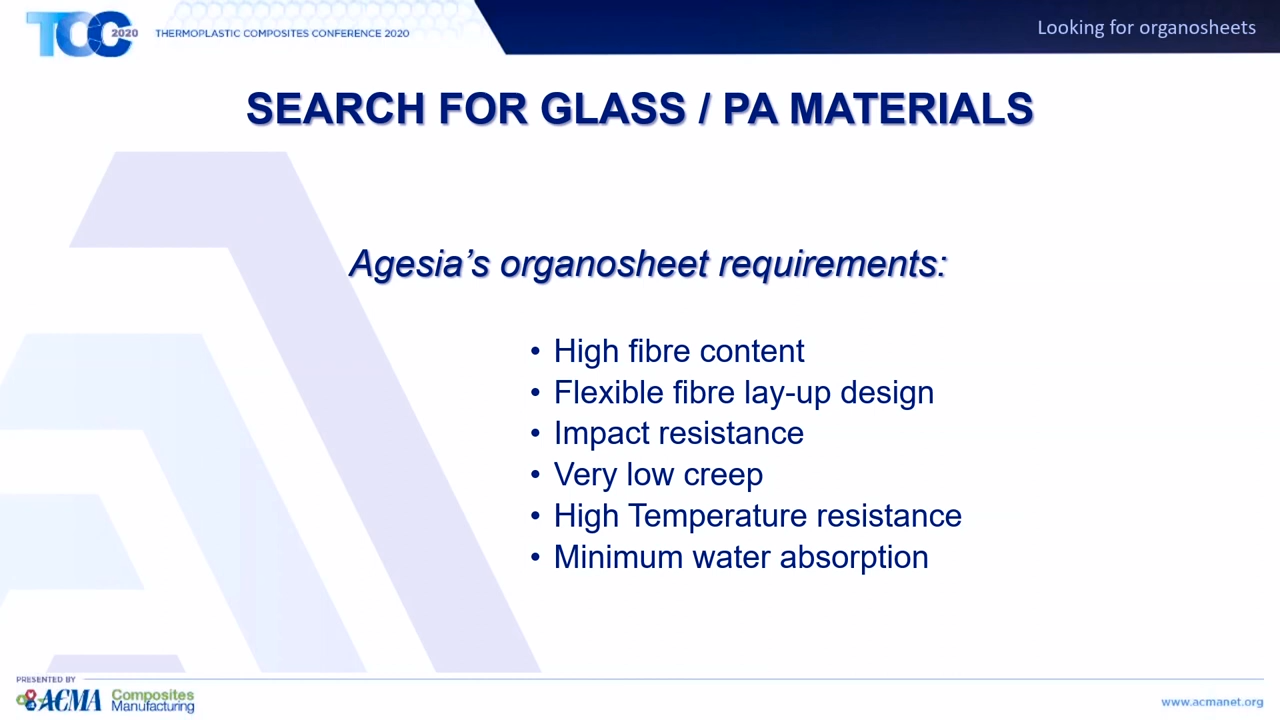 TCC 2020
THERMOPLASTIC COMPOSITES CONFERENCE 2020
Looking for organosheets
SEARCH FOR GLASS / PA MATERIALS
Agesia’s organosheet requirements:
• High fibre content
• Flexible fibre lay-up design
• Impact resistance
• Very low creep
• High Temperature resistance
• Minimum water absorption
PRESENTED BY
ACMA
Composites
Manufacturing
www.acmanet.org